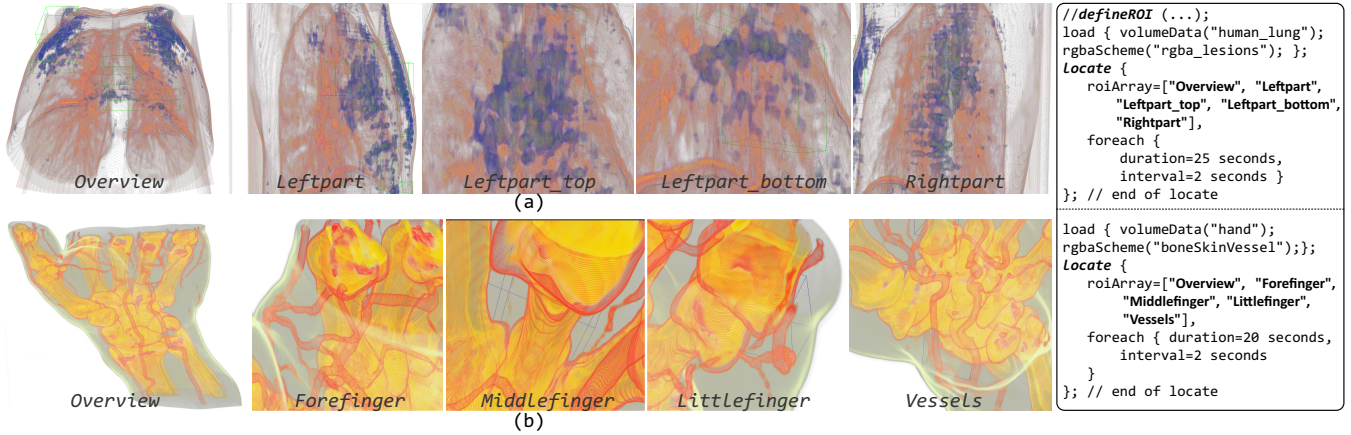 Overview
Leftpart
Leftpart_top
Leftpart_bottom
Rightpart
(a)
Overview
Forefinger
Middlefinger
Littlefinger
Vessels
(b)
//defineROI (...);
load { volumeData("human_lung");
rgbaScheme("rgba_lesions"); };
locate {
roiArray=["Overview", "Leftpart",
"Leftpart_top", "Leftpart_bottom",
"Rightpart"],
foreach {
duration=25 seconds,
interval=2 seconds }
}; // end of locate
load { volumeData("hand");
rgbaScheme("boneSkinVessel");};
locate {
roiArray=["Overview", "Forefinger",
"Middlefinger", "Littlefinger",
"Vessels"],
foreach { duration=20 seconds,
interval=2 seconds
}
}; // end of locate